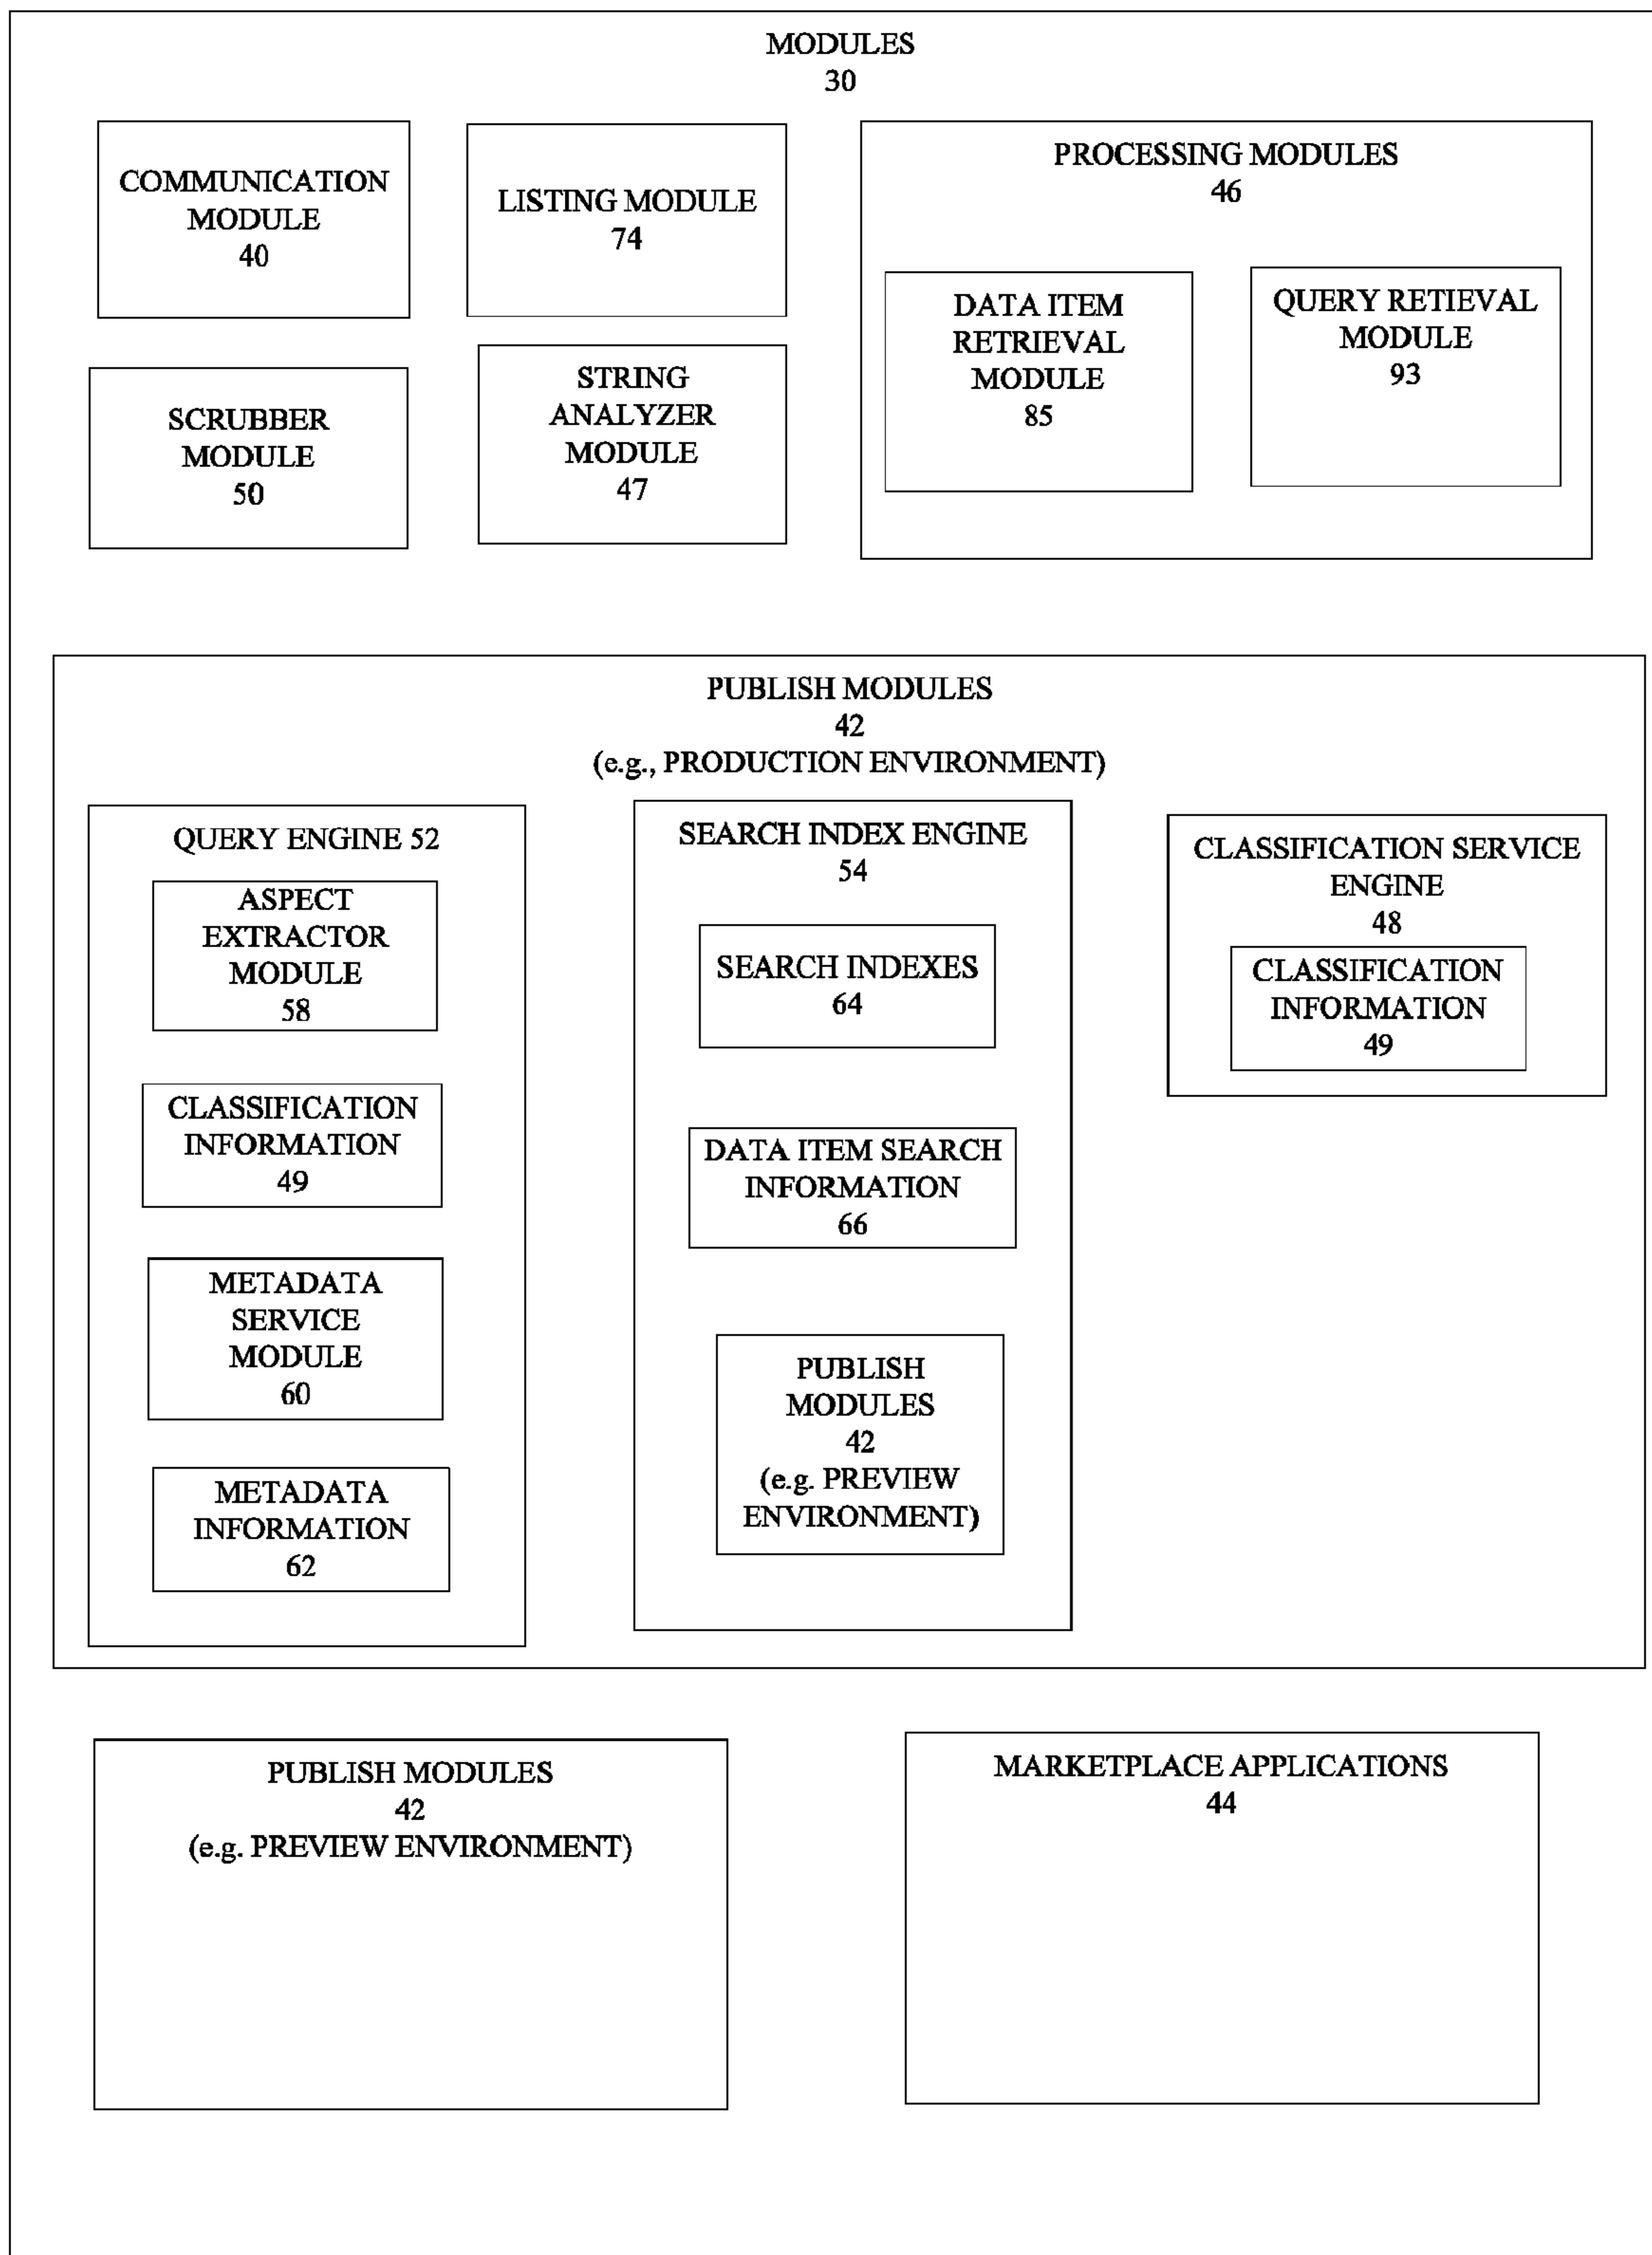 MODULES
30
COMMUNICATION
MODULE
40
LISTING MODULE
74
PROCESSING MODULES
46
DATA ITEM
RETRIEVAL
MODULE
85
QUERY RETIEVAL
MODULE
93
SCRUBBER
MODULE
50
STRING
ANALYZER
MODULE
47
PUBLISH MODULES
42
(e.g., PRODUCTION ENVIRONMENT)
QUERY ENGINE 52
ASPECT
EXTRACTOR
MODULE
58
CLASSIFICATION
INFORMATION
49
METADATA
SERVICE
MODULE
60
METADATA
INFORMATION
62
SEARCH INDEX ENGINE
54
SEARCH INDEXES
64
DATA ITEM SEARCH
INFORMATION
66
PUBLISH
MODULES
42
(e.g. PREVIEW
ENVIRONMENT)
CLASSIFICATION SERVICE
ENGINE
48
CLASSIFICATION
INFORMATION
49
PUBLISH MODULES
42
(e.g. PREVIEW ENVIRONMENT)
MARKETPLACE APPLICATIONS
44